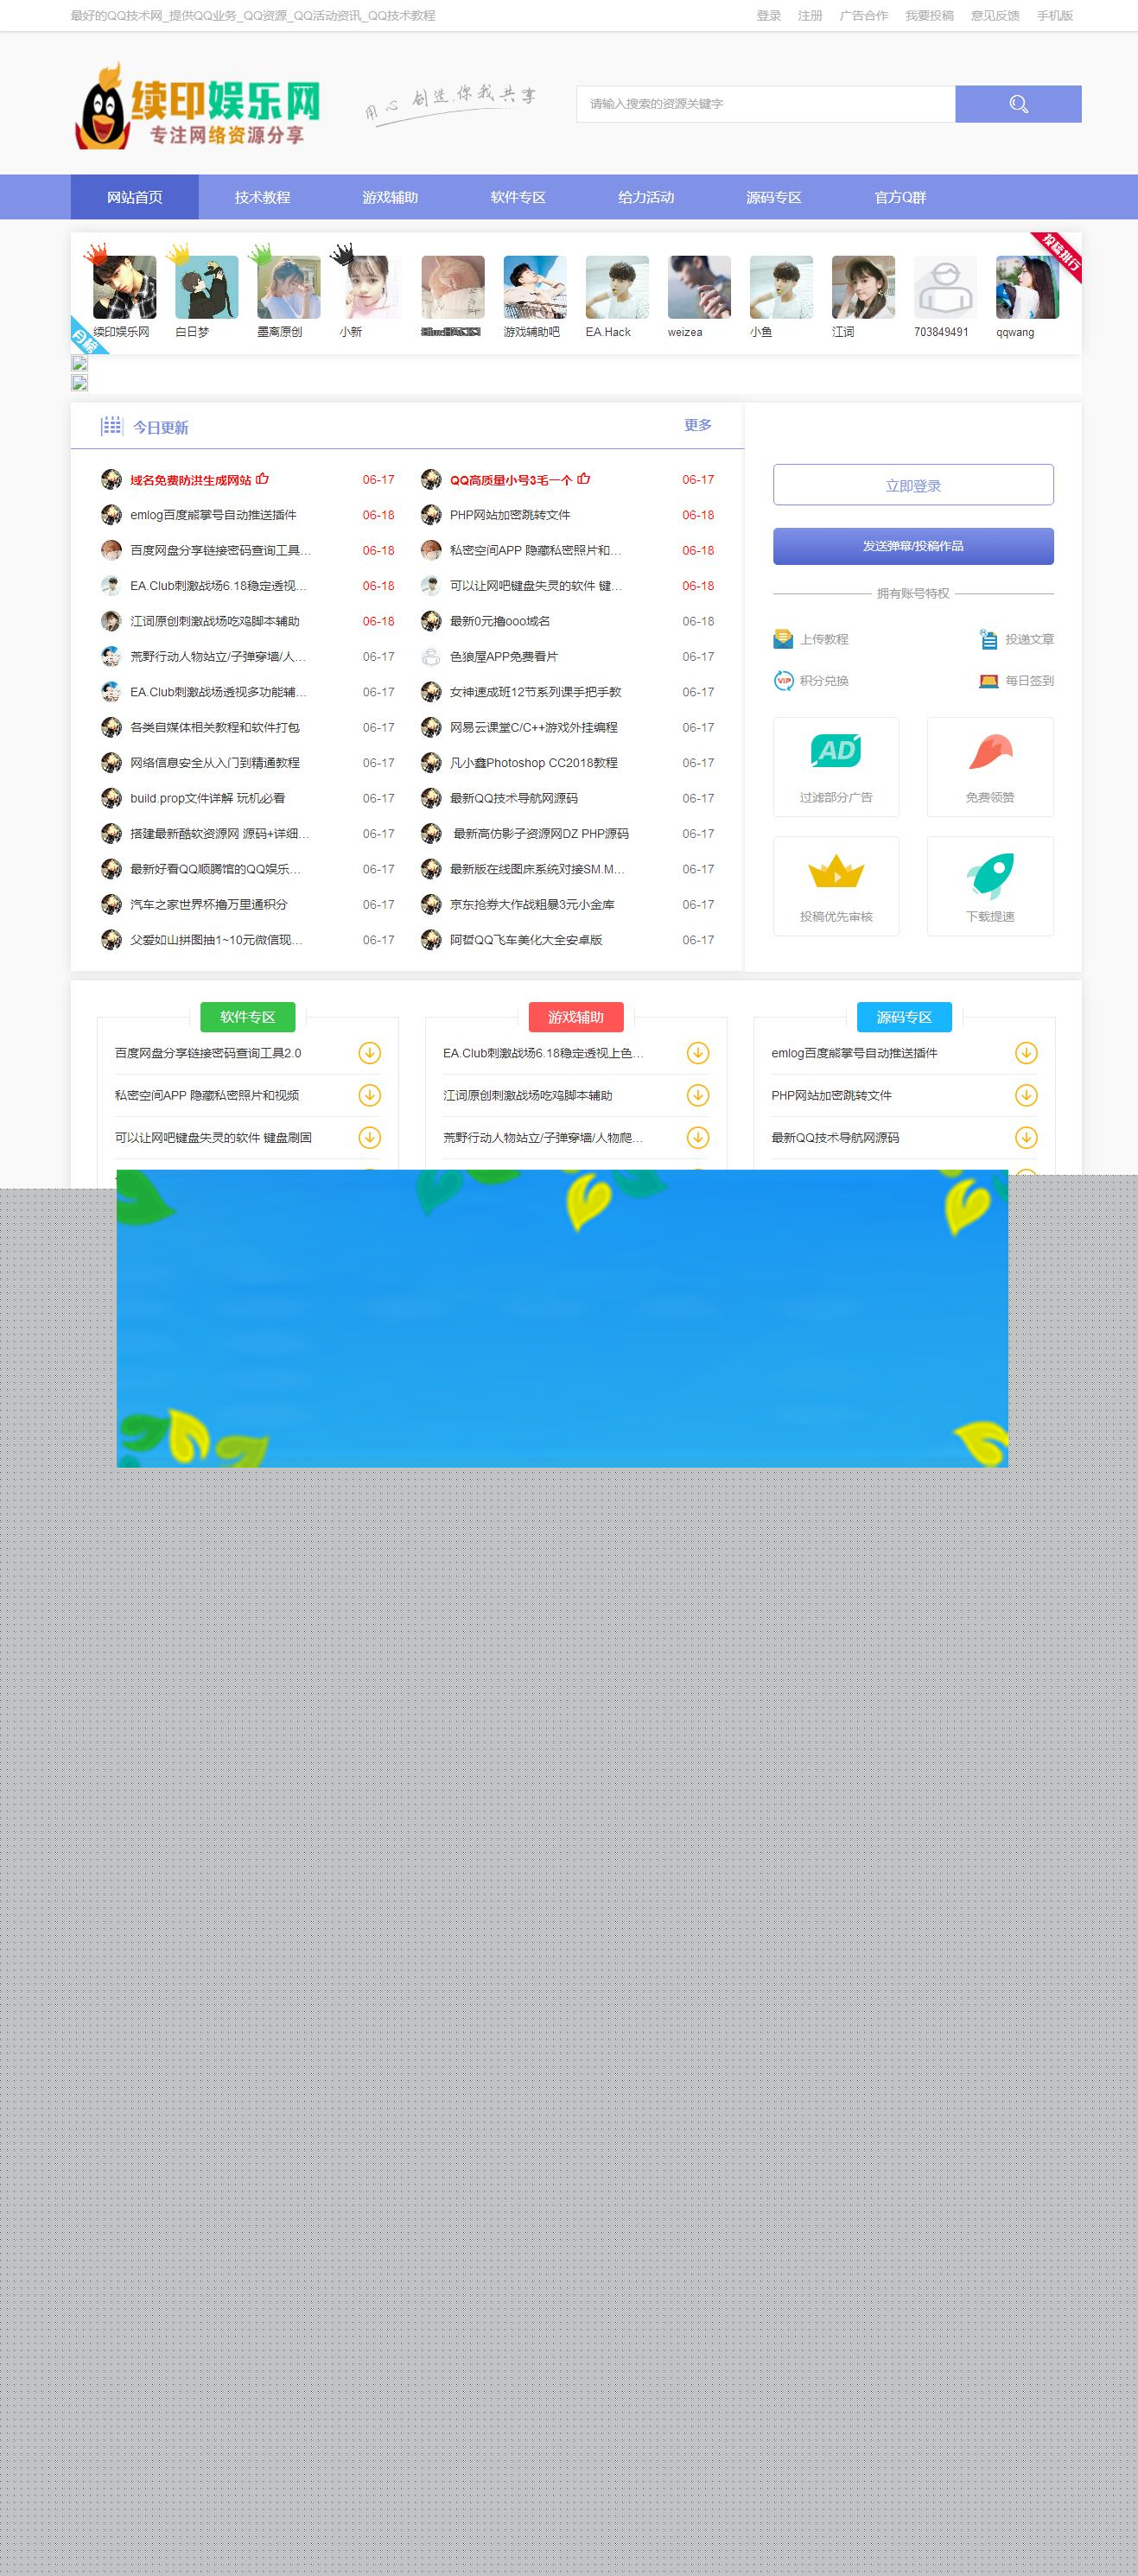 最好的QQ技术网_提供QQ业务_QQ资源_QQ活动资讯_QQ技术教程
登录 注册 广告合作 我要投稿 意见反馈 手机版
续印娱乐网
专注网络资源分享
用心 创造,你我共享
请输入搜索的资源关键字
网站首页 技术教程 游戏辅助 软件专区 给力活动 源码专区 官方Q群
投稿排行
月榜
续印娱乐网 白日梦 墨离原创 小新 游戏辅助吧 EA.Hack weizea 小鱼 江词 703849491 qqwang
今日更新 更多
域名免费防洪生成网站 06-17 QQ高质量小号3毛一个 06-17
emlog百度熊掌号自动推送插件 06-18 PHP网站加密跳转文件 06-18
百度网盘分享链接密码查询工具... 06-18 私密空间APP 隐藏私密照片和... 06-18
EA.Club刺激战场6.18稳定透视... 06-18 可以让网吧键盘失灵的软件 键... 06-18
江词原创刺激战场吃鸡脚本辅助 06-18 最新0元撸ooo域名 06-18
荒野行动人物站立/子弹穿墙/人... 06-17 色狼屋APP免费看片 06-17
EA.Club刺激战场透视多功能辅... 06-17 女神速成班12节系列课手把手教 06-17
各类自媒体相关教程和软件打包 06-17 网易云课堂C/C++游戏外挂编程 06-17
网络信息安全从入门到精通教程 06-17 凡小鑫Photoshop CC2018教程 06-17
build.prop文件详解 玩机必看 06-17 最新QQ技术导航网源码 06-17
搭建最新酷软资源网 源码+详细... 06-17 最新高仿影子资源网DZ PHP源码 06-17
最新好看QQ顺腾馆的QQ娱乐... 06-17 最新版在线图床系统对接SM.M... 06-17
汽车之家世界杯撸万里通积分 06-17 京东抢券大作战粗暴3元小金库 06-17
父爱如山拼图抽1~10元微信现... 06-17 阿哲QQ飞车美化大全安卓版 06-17
立即登录
发送弹幕/投稿作品
拥有账号特权
上传教程 投递文章
VIP 积分兑换 每日签到
AD
过滤部分广告 免费领赞
投稿优先审核 下载提速
软件专区 游戏辅助 源码专区
百度网盘分享链接密码查询工具2.0 EA.Club刺激战场6.18稳定透视上色... emlog百度熊掌号自动推送插件
私密空间APP 隐藏私密照片和视频 江词原创刺激战场吃鸡脚本辅助 PHP网站加密跳转文件
可以让网吧键盘失灵的软件 键盘刷固 荒野行动人物站立/子弹穿墙/人物爬... 最新QQ技术导航网源码